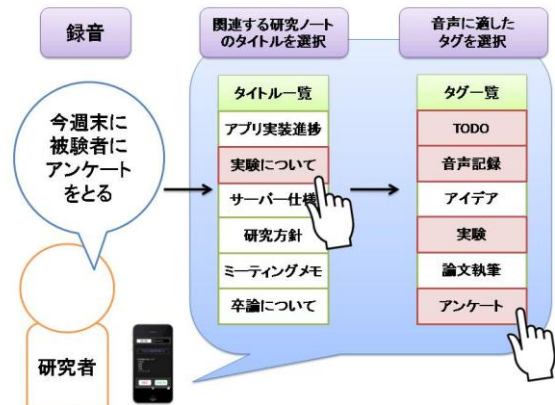 録音
関連する研究ノート
のタイトルを選択
音声に適した
タグを選択
今週末に
被験者に
アンケート
をとる
研究者
タイトル一覧
アプリ実装進捗
実験について
サーバー仕様
研究方針
ミーティングメモ
卒論について
タグ一覧
TODO
音声記録
アイデア
実験
論文執筆
アンケート